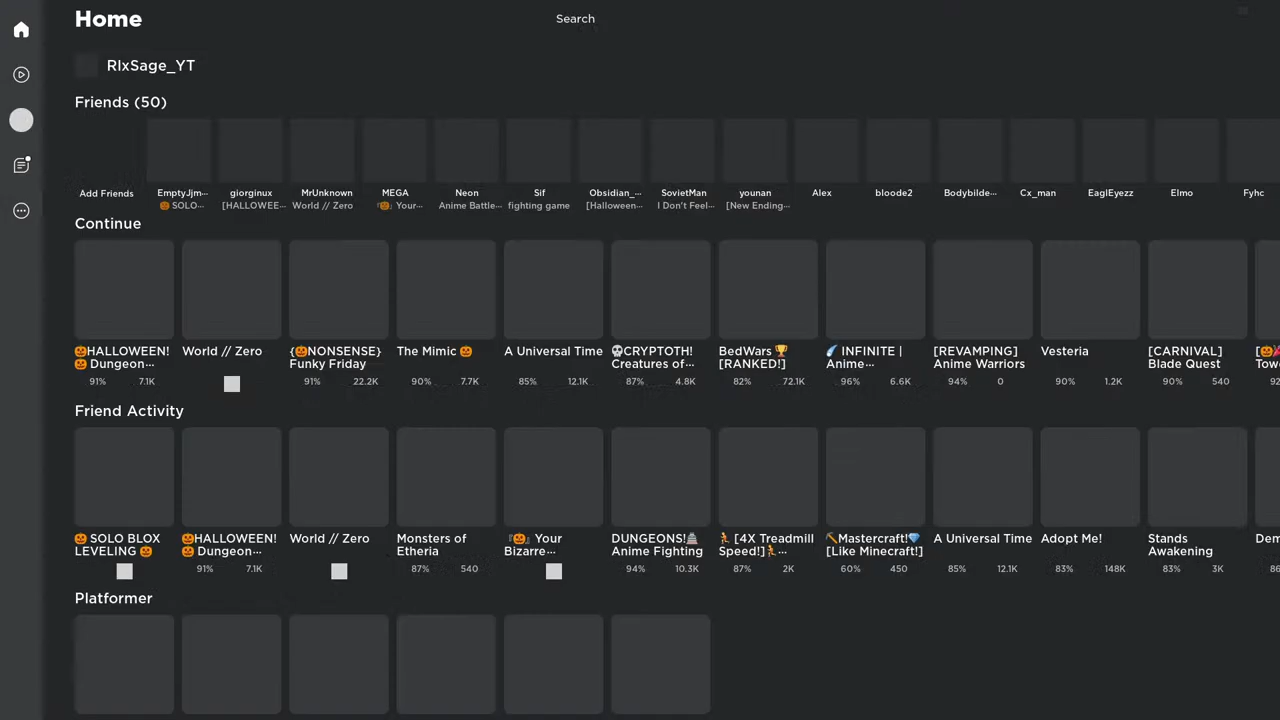 Home
Search
RlxSage_YT
Friends (50)
Add Friends
EmptyJjm...
giorginux
MrUnknown
MEGA
Neon
Sif
Obsidian_...
SovietMan
younan
Alex
bloode2
Bodybilde...
Cx_man
EaglEyezz
Elmo
Fyhc
🎃 SOLO...
[HALLOWEE...
World // Zero
『🎃』 Your...
Anime Battle...
fighting game
[Halloween...
I Don't Feel...
[New Ending...
Continue
🎃HALLOWEEN!
🎃 Dungeon...
91% 7.1K
World // Zero
{🎃NONSENSE}
Funky Friday
91% 22.2K
The Mimic 🎃
90% 7.7K
A Universal Time
85% 12.1K
💀CRYPTOTH!
Creatures of...
87% 4.8K
BedWars 🏆
[RANKED!]
82% 72.1K
☄️ INFINITE |
Anime...
96% 6.6K
[REVAMPING]
Anime Warriors
94% 0
Vesteria
90% 1.2K
[CARNIVAL]
Blade Quest
90% 540
Friend Activity
🎃 SOLO BLOX
LEVELING 🎃
🎃HALLOWEEN!
🎃 Dungeon...
91% 7.1K
World // Zero
Monsters of
Etheria
87% 540
『🎃』 Your
Bizarre...
DUNGEONS!🏯
Anime Fighting
94% 10.3K
🏃 [4X Treadmill
Speed!]🏃...
87% 2K
⛏️Mastercraft!💎
[Like Minecraft!]
60% 450
A Universal Time
85% 12.1K
Adopt Me!
83% 148K
Stands
Awakening
83% 3K
Platformer